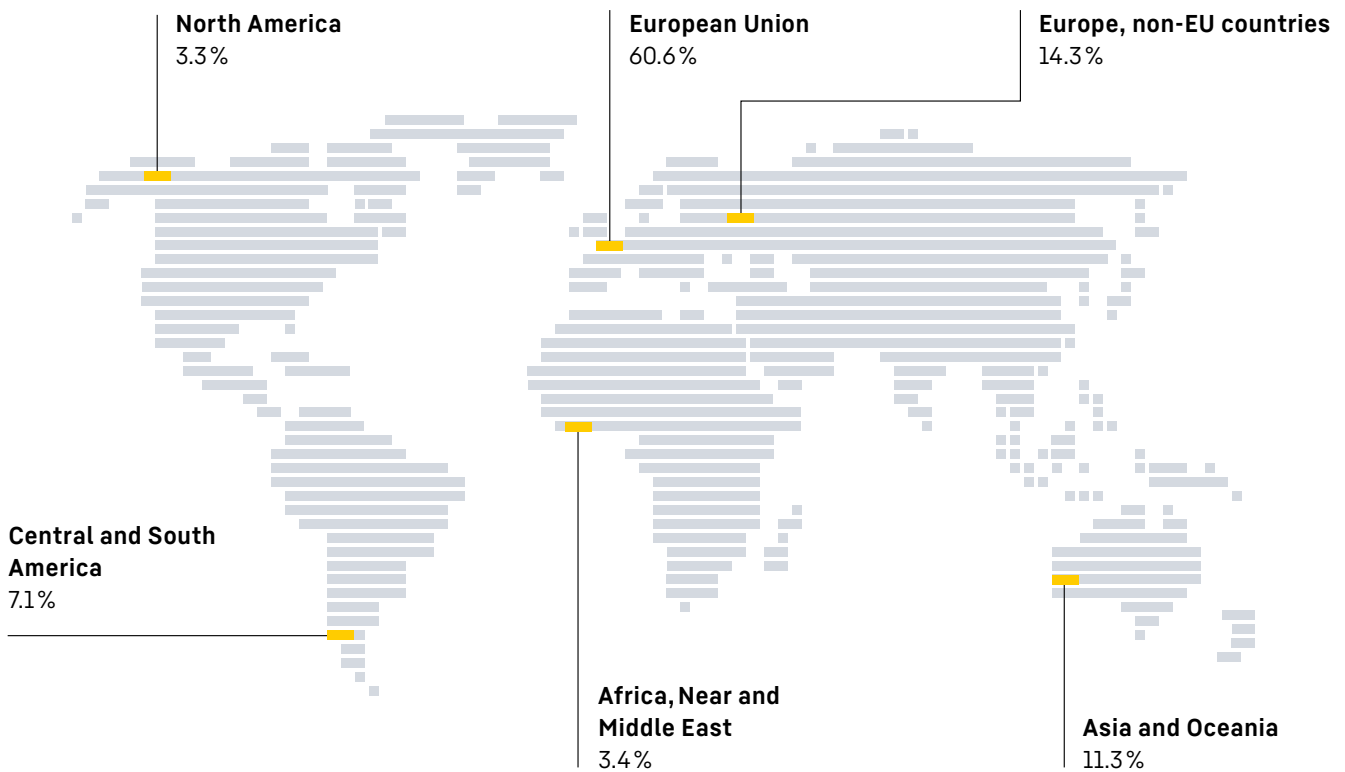 North America
3.3 %
European Union
60.6 %
Europe, non-EU countries
14.3 %
Central and South
America
7.1 %
Africa, Near and
Middle East
3.4 %
Asia and Oceania
11.3 %